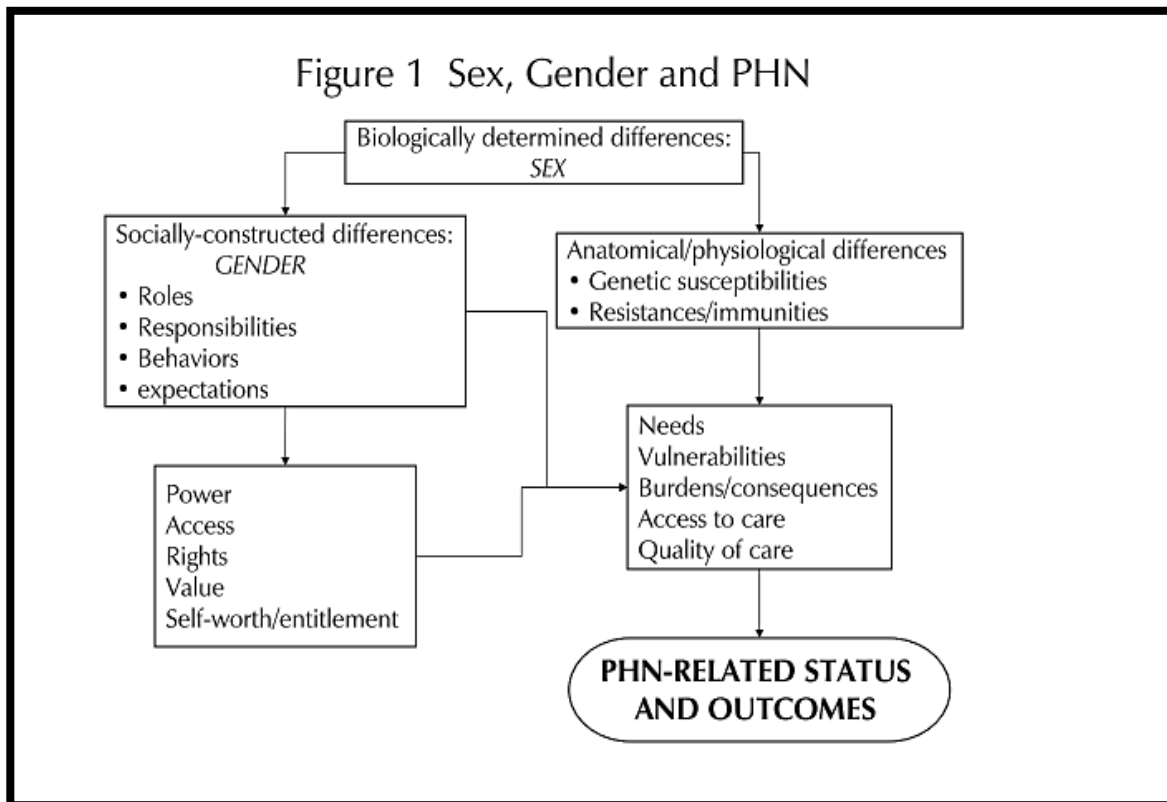 Figure 1 Sex, Gender and PHN
Biologically determined differences:
SEX
Socially-constructed differences:
GENDER
• Roles
• Responsibilities
• Behaviors
• expectations
Anatomical/physiological differences
• Genetic susceptibilities
• Resistances/immunities
Power
Access
Rights
Value
Self-worth/entitlement
Needs
Vulnerabilities
Burdens/consequences
Access to care
Quality of care
PHN-RELATED STATUS
AND OUTCOMES